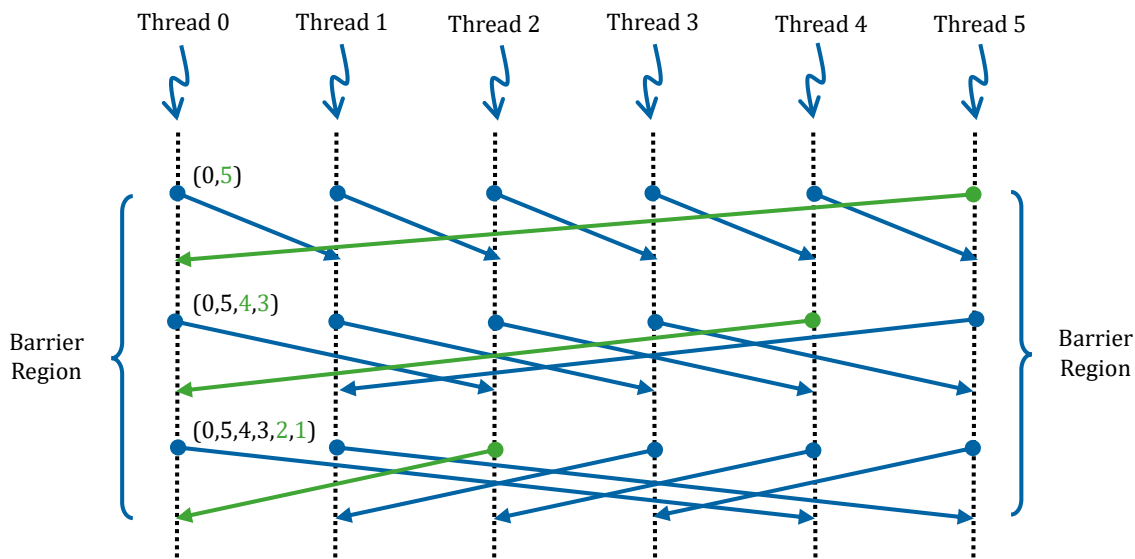 Thread 0 Thread 1 Thread 2 Thread 3 Thread 4 Thread 5
(0,5)
(0,5,4,3)
Barrier
Region
Barrier
Region
(0,5,4,3,2,1)